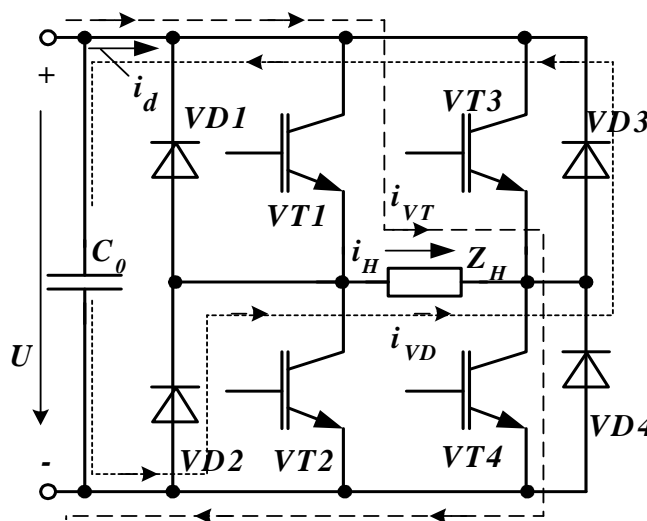 +
i_d
VD1
VT3
VD3
VT1
i_VT
C_0
i_H
Z_H
U
i_VD
-
VD2
VT2
VT4
VD4